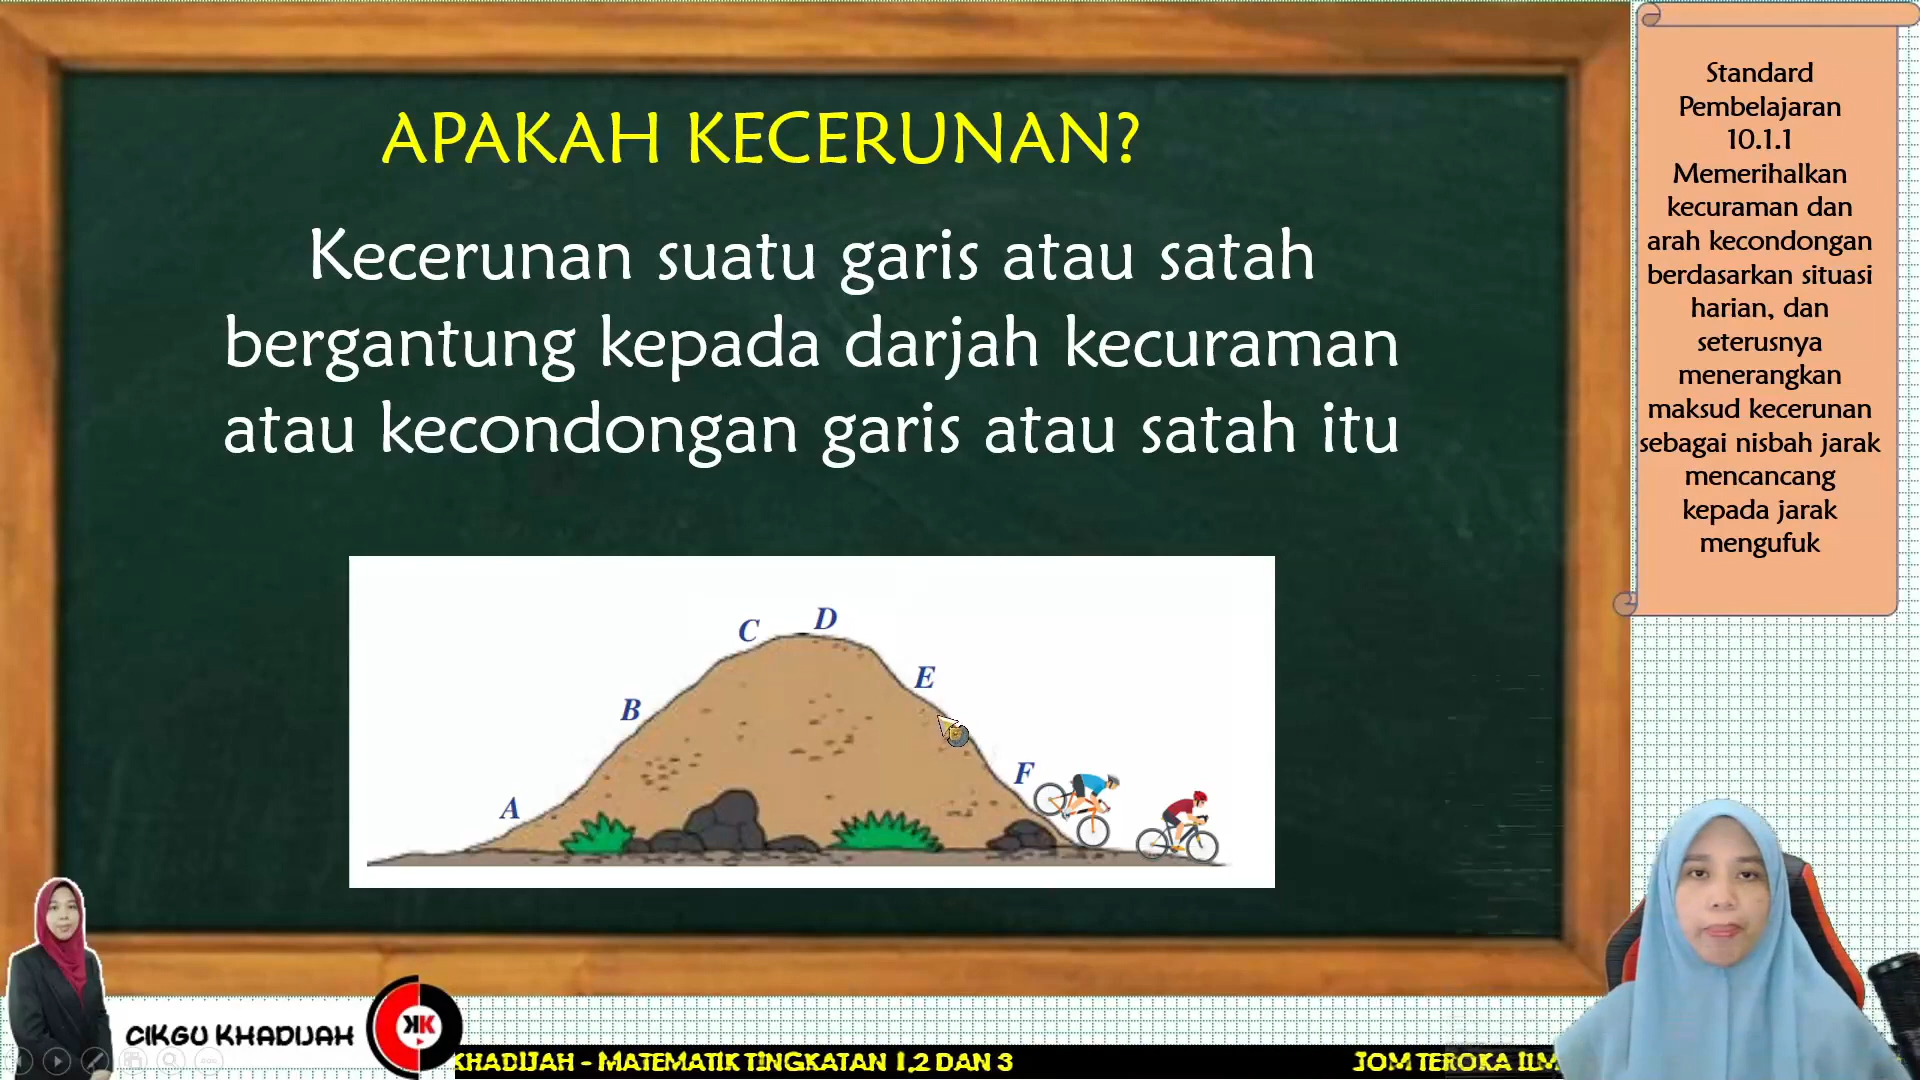 APAKAH KECERUNAN?
Kecerunan suatu garis atau satah
bergantung kepada darjah kecuraman
atau kecondongan garis atau satah itu
C
D
E
B
F
A
Standard
Pembelajaran
10.1.1
Memerihalkan
kecuraman dan
arah kecondongan
berdasarkan situasi
harian, dan
seterusnya
menerangkan
maksud kecerunan
sebagai nisbah jarak
mencancang
kepada jarak
mengufuk
CIKGU KHADIJAH
KK
KHADIJAH - MATEMATIK TINGKATAN 1,2 DAN 3
JOM TEROKA ILM